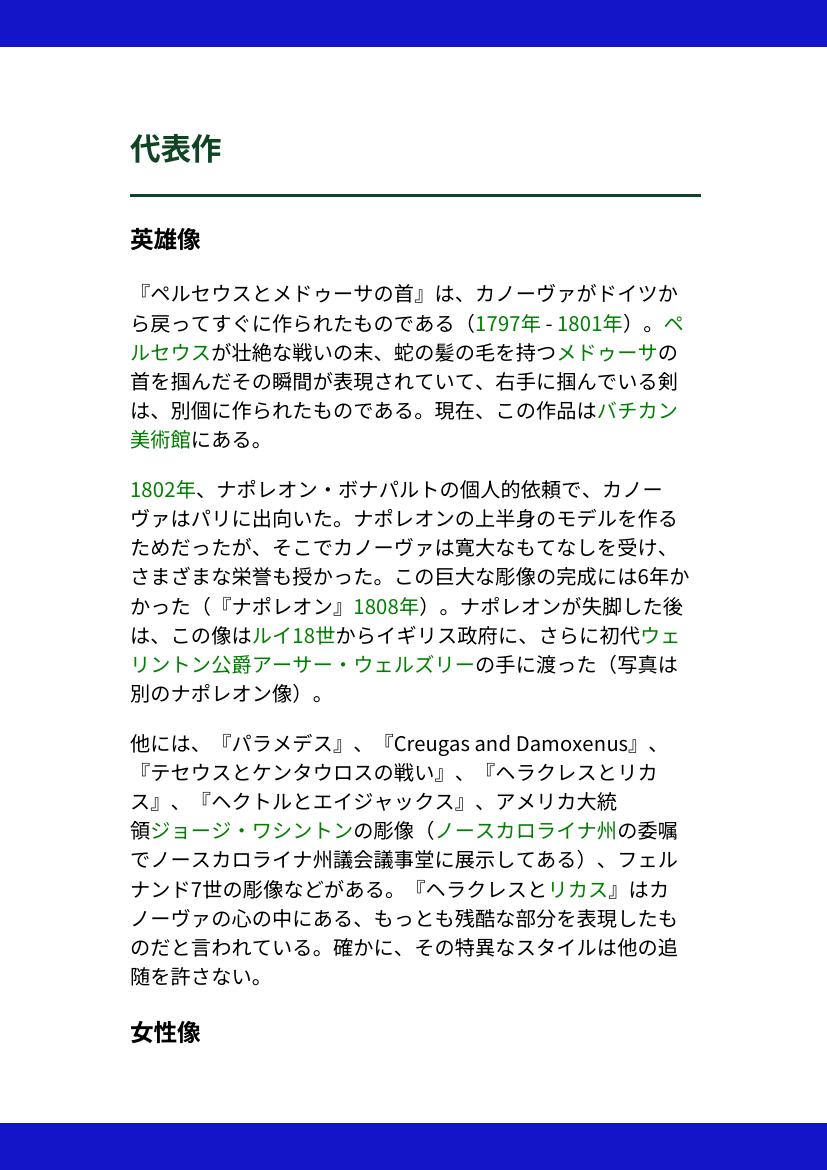 代表作
英雄像
『ペルセウスとメドゥーサの首』は、カノーヴァがドイツか
ら戻ってすぐに作られたものである（1797年 - 1801年）。ペ
ルセウスが壮絶な戦いの末、蛇の髪の毛を持つメドゥーサの
首を掴んだその瞬間が表現されていて、右手に掴んでいる剣
は、別個に作られたものである。現在、この作品はバチカン
美術館にある。
1802年、ナポレオン・ボナパルトの個人的依頼で、カノー
ヴァはパリに出向いた。ナポレオンの上半身のモデルを作る
ためだったが、そこでカノーヴァは寛大なもてなしを受け、
さまざまな栄誉も授かった。この巨大な彫像の完成には6年か
かった（『ナポレオン』1808年）。ナポレオンが失脚した後
は、この像はルイ18世からイギリス政府に、さらに初代ウェ
リントン公爵アーサー・ウェルズリーの手に渡った（写真は
別のナポレオン像）。
他には、『パラメデス』、『Creugas and Damoxenus』、
『テセウスとケンタウロスの戦い』、『ヘラクレスとリカ
ス』、『ヘクトルとエイジャックス』、アメリカ大統
領ジョージ・ワシントンの彫像（ノースカロライナ州の委嘱
でノースカロライナ州議会議事堂に展示してある）、フェル
ナンド7世の彫像などがある。『ヘラクレスとリカス』はカ
ノーヴァの心の中にある、もっとも残酷な部分を表現したも
のだと言われている。確かに、その特異なスタイルは他の追
随を許さない。
女性像